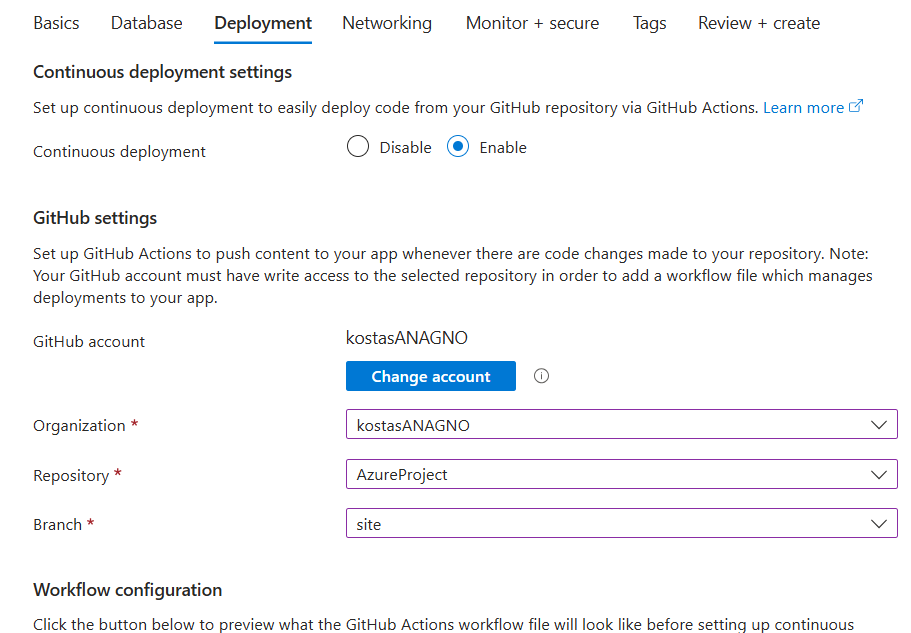 Basics Database Deployment Networking Monitor + secure Tags Review + create
Continuous deployment settings
Set up continuous deployment to easily deploy code from your GitHub repository via GitHub Actions. Learn more
Continuous deployment Disable Enable
GitHub settings
Set up GitHub Actions to push content to your app whenever there are code changes made to your repository. Note:
Your GitHub account must have write access to the selected repository in order to add a workflow file which manages
deployments to your app.
GitHub account kostasANAGNO
Change account
Organization * kostasANAGNO
Repository * AzureProject
Branch * site
Workflow configuration
Click the button below to preview what the GitHub Actions workflow file will look like before setting up continuous